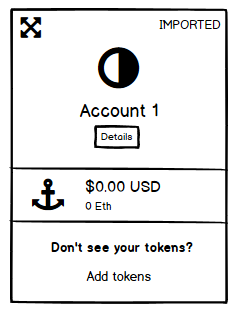 IMPORTED
Account 1
Details
$0.00 USD
0 Eth
Don't see your tokens?
Add tokens